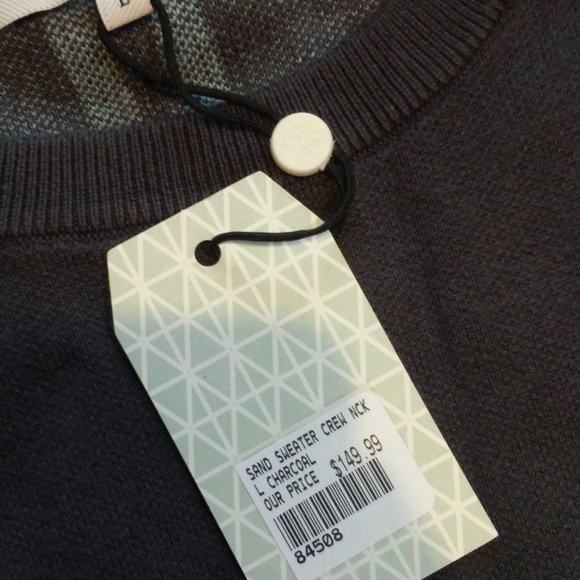 L
SAND SWEATER CREW NCK
L CHARCOAL
OUR PRICE $149.99
84508